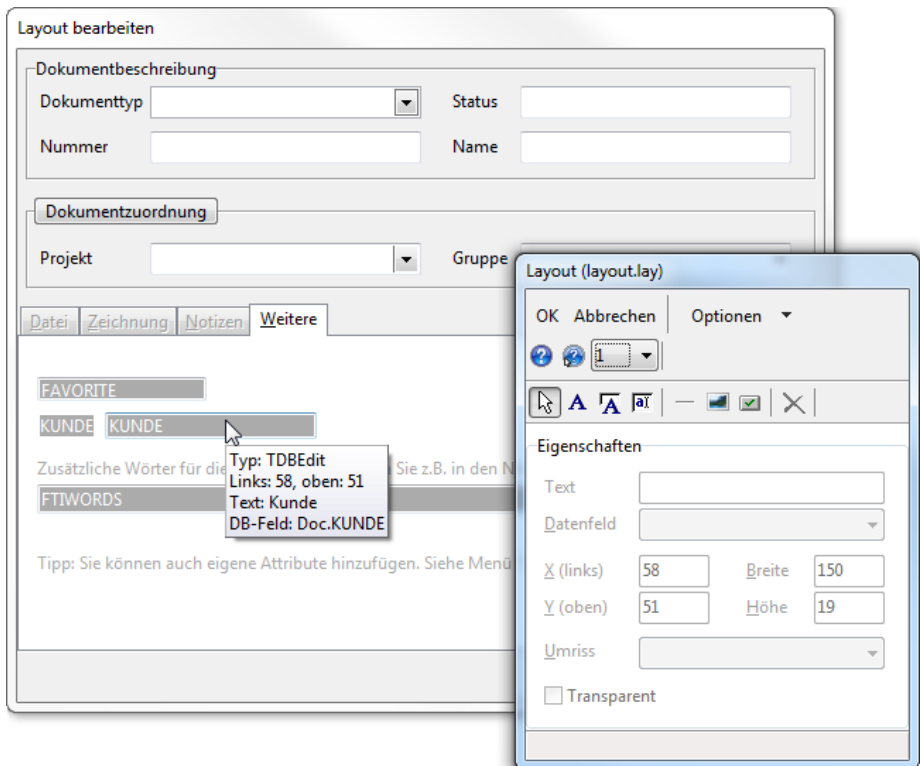 Layout bearbeiten
Dokumentbeschreibung
Dokumenttyp
Status
Nummer
Name
Dokumentzuordnung
Projekt
Gruppe
Datei Zeichnung Notizen Weitere
FAVORITE
KUNDE KUNDE
Zusätzliche Wörter für die
Sie z.B. in den N
FTIWORDS
Typ: TDBEdit
Links: 58, oben: 51
Text: Kunde
DB-Feld: Doc.KUNDE
Tipp: Sie können auch eigene Attribute hinzufügen. Siehe Menü
Layout (layout.lay)
OK Abbrechen Optionen
1
Eigenschaften
Text
Datenfeld
X (links) 58 Breite 150
Y (oben) 51 Höhe 19
Umriss
Transparent